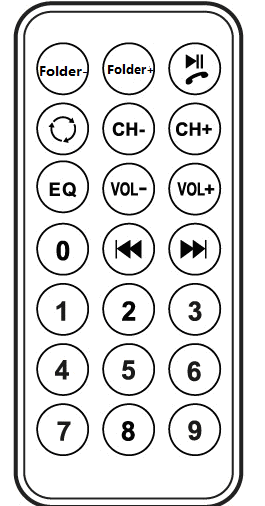 Folder- Folder+
CH- CH+
EQ VOL- VOL+
0
1 2 3
4 5 6
7 8 9